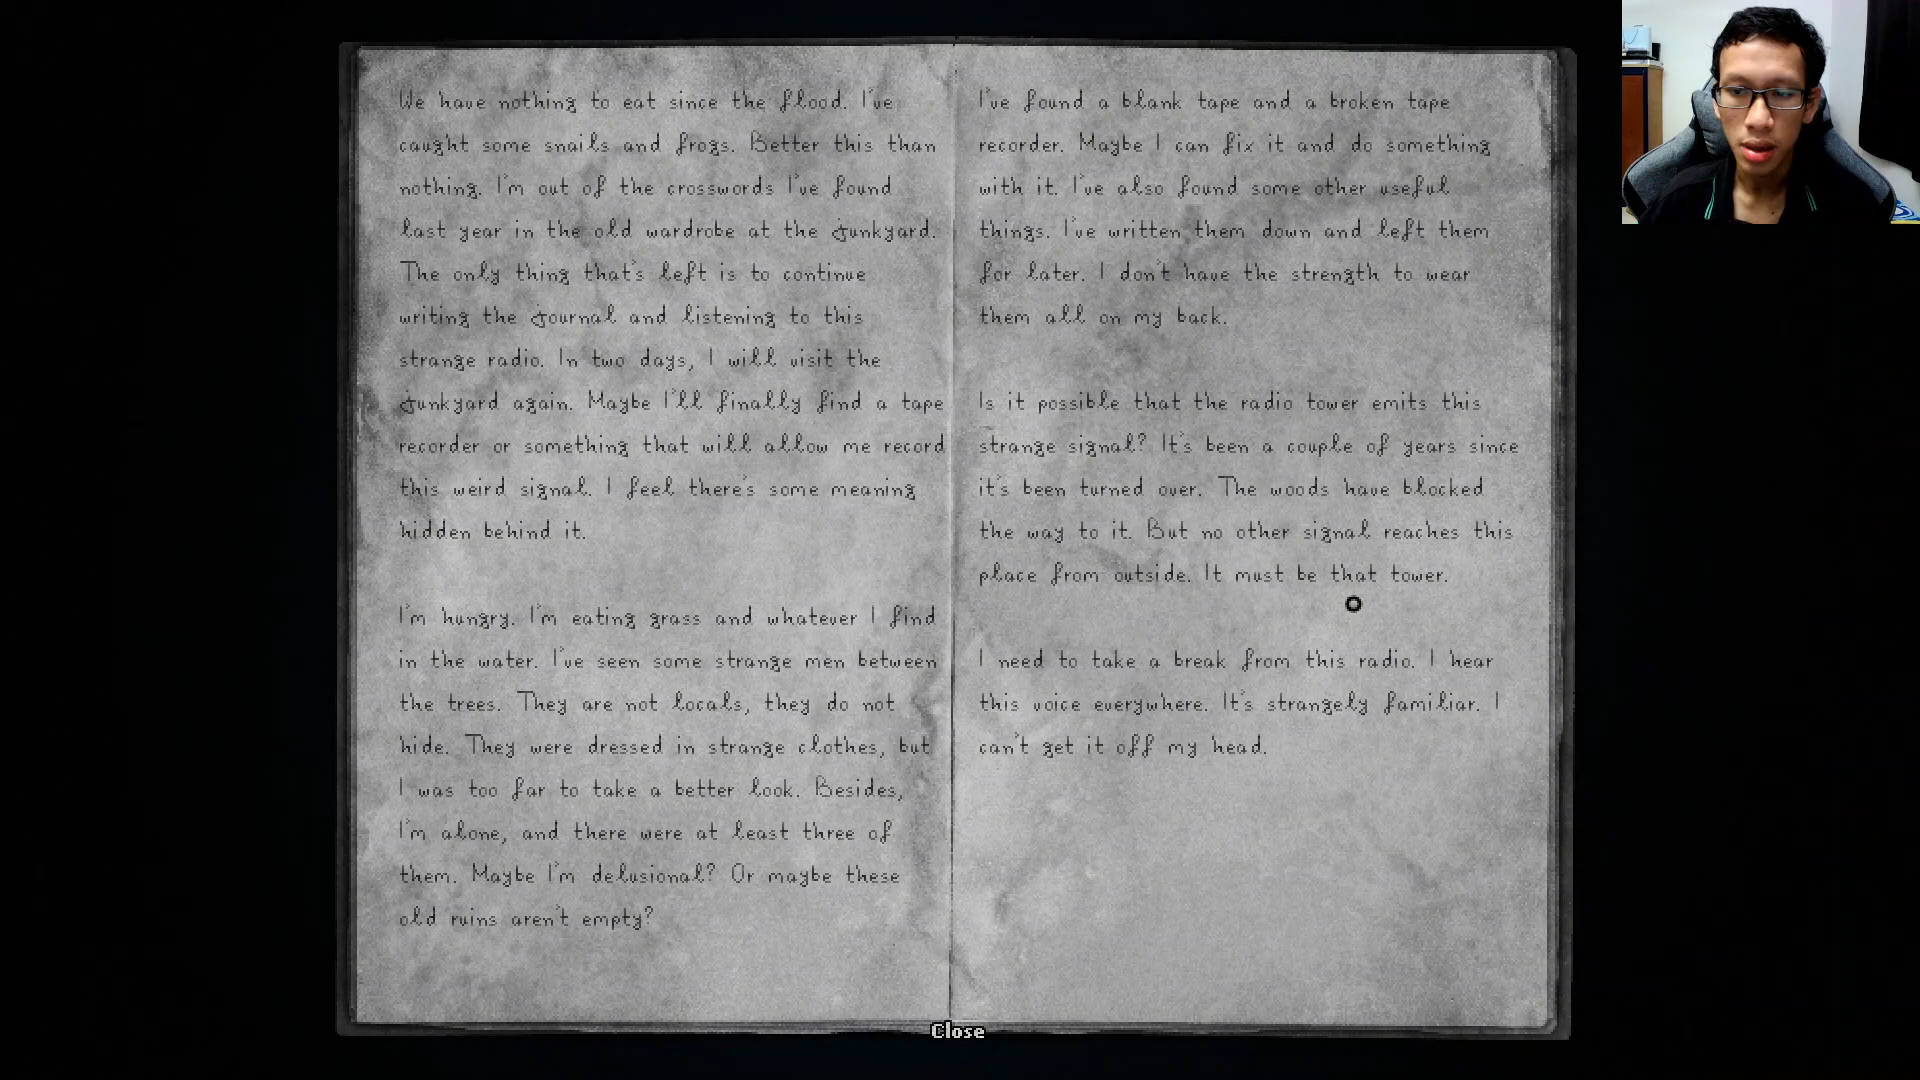 We have nothing to eat since the flood. I've
caught some snails and frogs. Better this than
nothing. I'm out of the crosswords I've found
last year in the old wardrobe at the junkyard.
The only thing that's left is to continue
writing the journal and listening to this
strange radio. In two days, I will visit the
junkyard again. Maybe I'll finally find a tape
recorder or something that will allow me record
this weird signal. I feel there's some meaning
hidden behind it.
I'm hungry. I'm eating grass and whatever I find
in the water. I've seen some strange men between
the trees. They are not locals, they do not
hide. They were dressed in strange clothes, but
I was too far to take a better look. Besides,
I'm alone, and there were at least three of
them. Maybe I'm delusional? Or maybe these
old ruins aren't empty?
I've found a blank tape and a broken tape
recorder. Maybe I can fix it and do something
with it. I've also found some other useful
things. I've written them down and left them
for later. I don't have the strength to wear
them all on my back.
Is it possible that the radio tower emits this
strange signal? It's been a couple of years since
it's been turned over. The woods have blocked
the way to it. But no other signal reaches this
place from outside. It must be that tower.
I need to take a break from this radio. I hear
this voice everywhere. It's strangely familiar. I
can't get it off my head.
Close